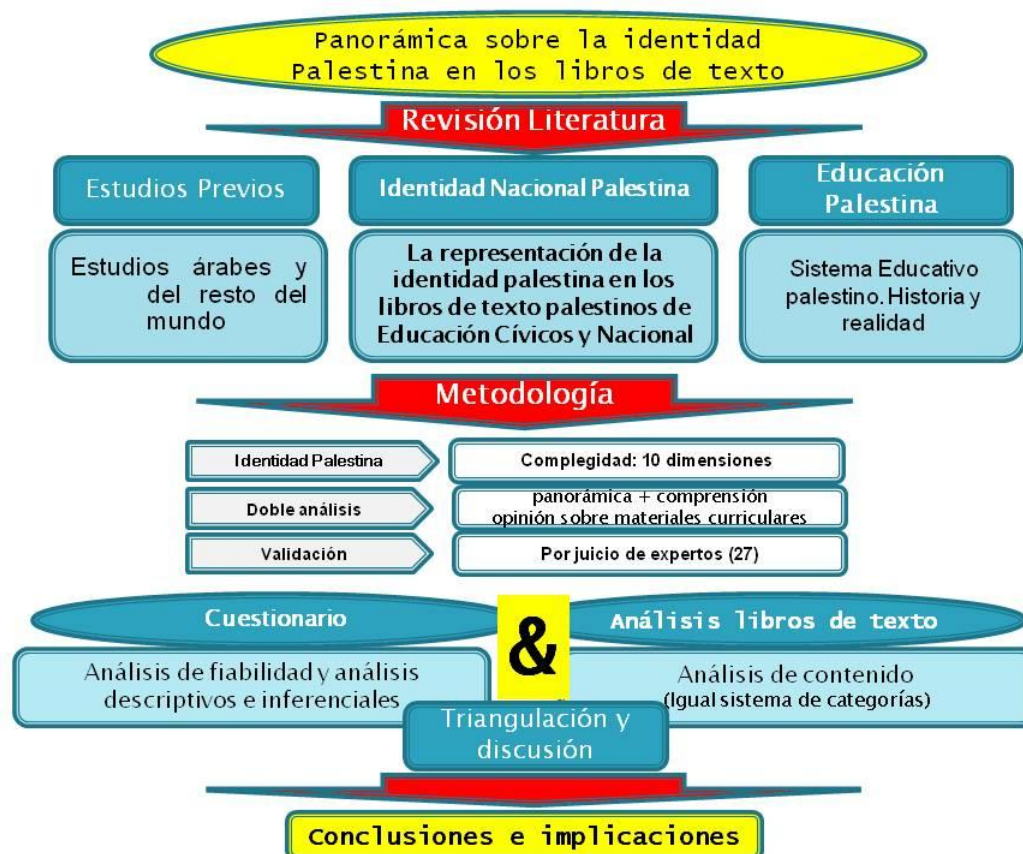 Panorámica sobre la identidad
Palestina en los libros de texto
Revisión Literatura
Estudios Previos
Identidad Nacional Palestina
Educación
Palestina
Estudios árabes y
del resto del
mundo
La representación de la
identidad palestina en los
libros de texto palestinos de
Educación Cívicos y Nacional
Sistema Educativo
palestino. Historia y
realidad
Metodología
Identidad Palestina
Complegidad: 10 dimensiones
Doble análisis
panorámica + comprensión
opinión sobre materiales curriculares
Validación
Por juicio de expertos (27)
Cuestionario
&
Análisis libros de texto
Análisis de fiabilidad y análisis
descriptivos e inferenciales
Análisis de contenido
(Igual sistema de categorías)
Triangulación y
discusión
Conclusiones e implicaciones